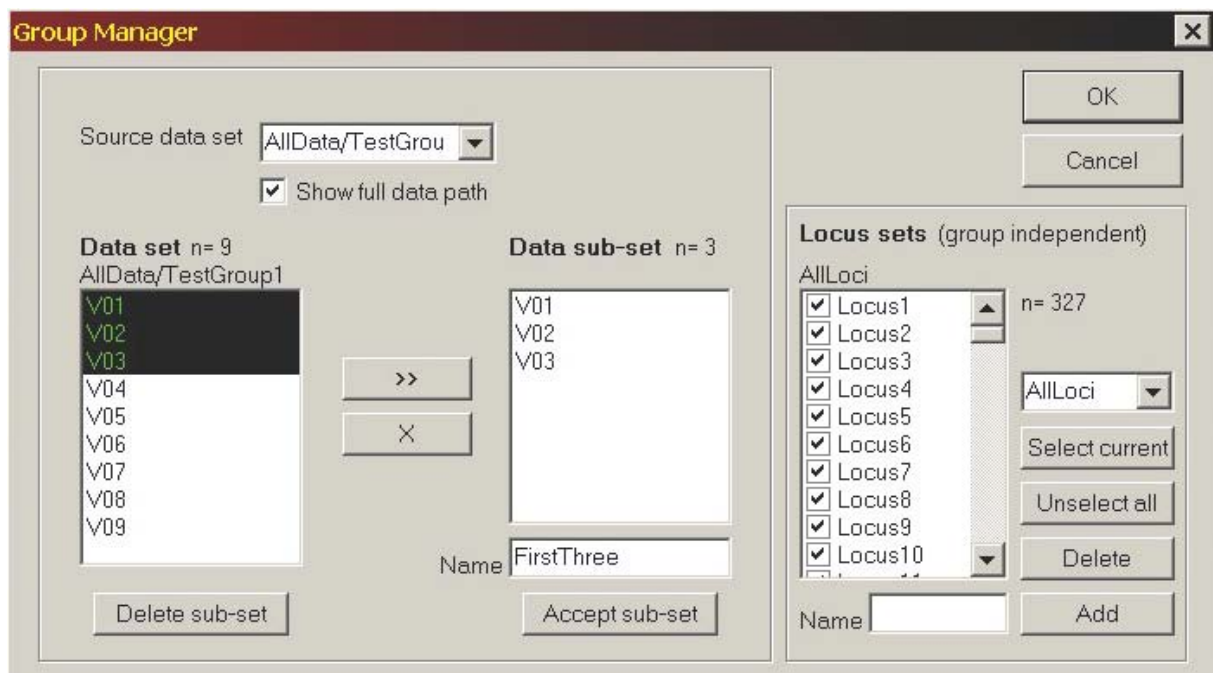 Group Manager
OK
Cancel
Source data set AllData/TestGrou
Show full data path
Data set n= 9
AllData/TestGroup1
V01
V02
V03
V04
V05
V06
V07
V08
V09
>>
X
Data sub-set n= 3
V01
V02
V03
Name FirstThree
Delete sub-set
Accept sub-set
Locus sets (group independent)
AllLoci
Locus1
Locus2
Locus3
Locus4
Locus5
Locus6
Locus7
Locus8
Locus9
Locus10
n= 327
AllLoci
Select current
Unselect all
Delete
Name
Add